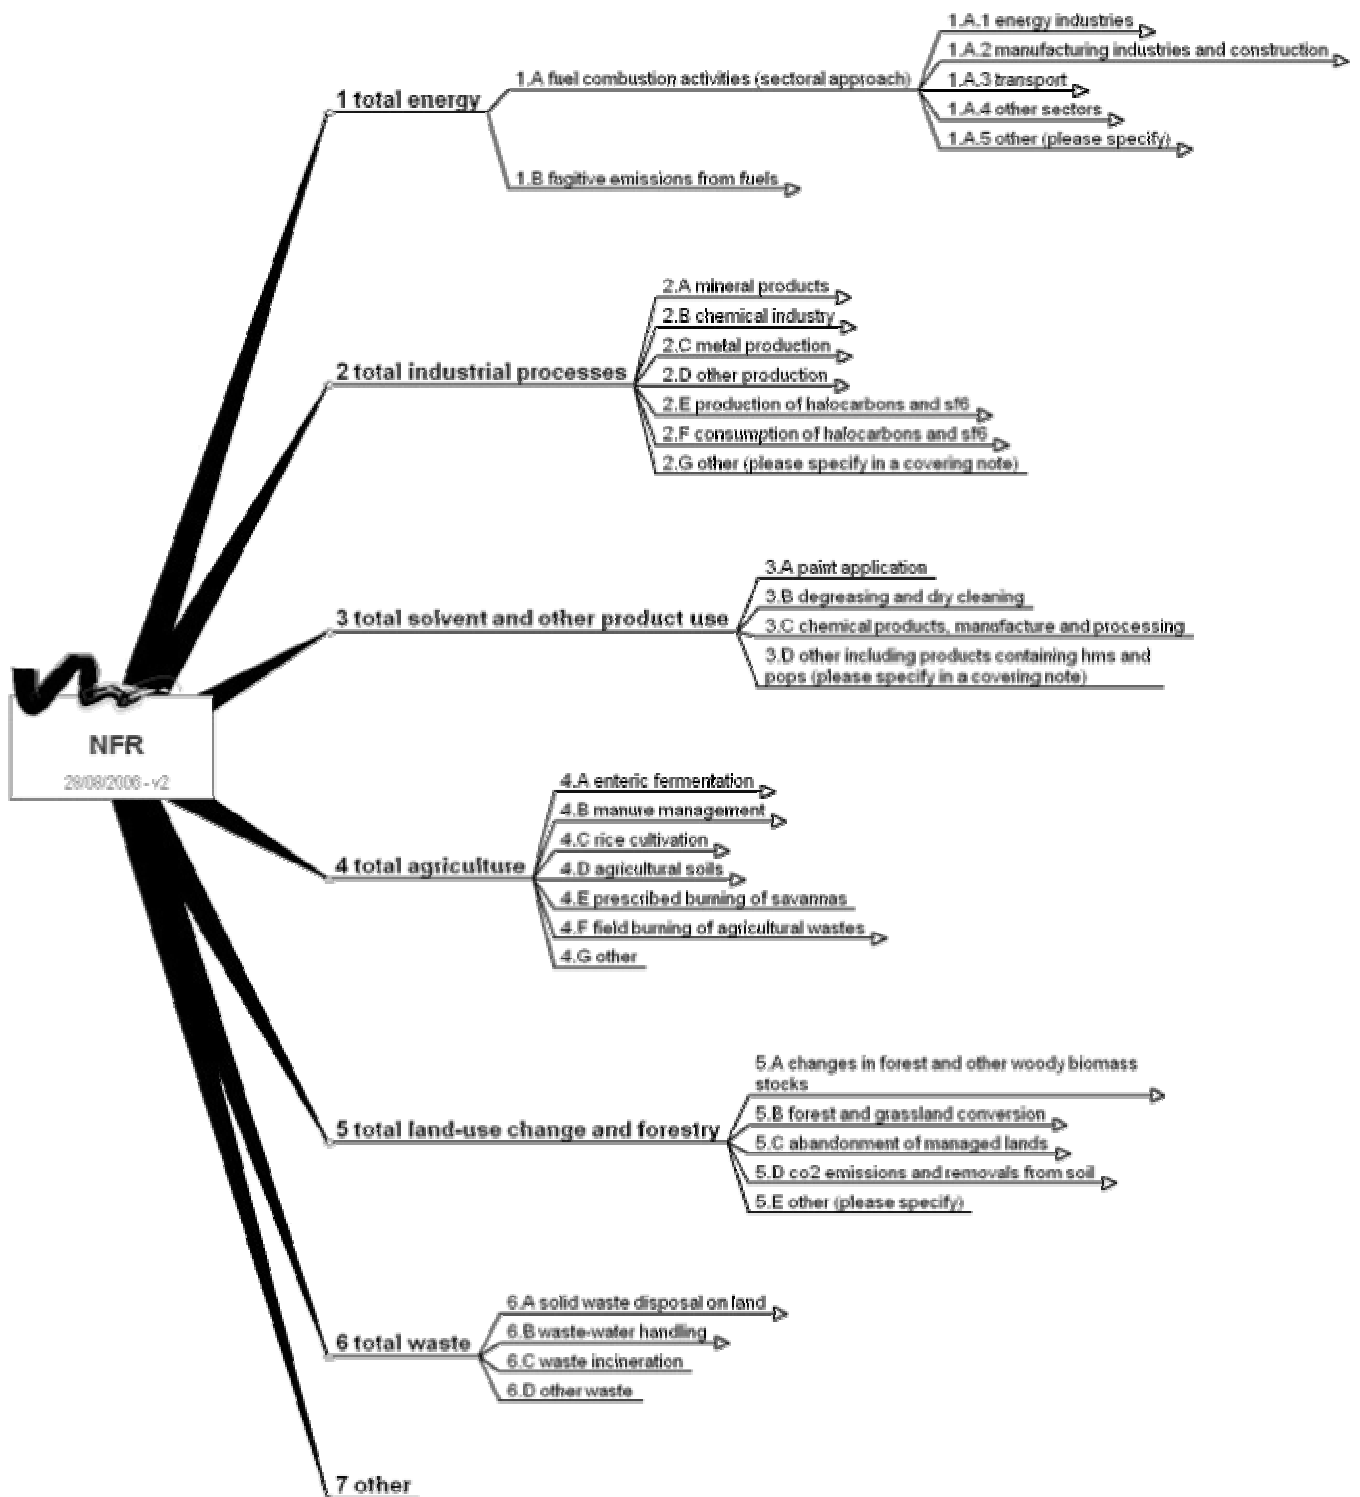 1 total energy
1.A fuel combustion activities (sectoral approach)
1.A.1 energy industries
1.A.2 manufacturing industries and construction
1.A.3 transport
1.A.4 other sectors
1.A.5 other (please specify)
1.B fugitive emissions from fuels
2 total industrial processes
2.A mineral products
2.B chemical industry
2.C metal production
2.D other production
2.E production of halocarbons and sf6
2.F consumption of halocarbons and sf6
2.G other (please specify in a covering note)
3 total solvent and other product use
3.A paint application
3.B degreasing and dry cleaning
3.C chemical products, manufacture and processing
3.D other including products containing hms and
pops (please specify in a covering note)
NFR
- v2
4 total agriculture
4.A enteric fermentation
4.B manure management
4.C rice cultivation
4.D agricultural soils
4.E prescribed burning of savannas
4.F field burning of agricultural wastes
4.G other
5 total land-use change and forestry
5.A changes in forest and other woody biomass
stocks
5.B forest and grassland conversion
5.C abandonment of managed lands
5.D co2 emissions and removals from soil
5.E other (please specify)
6 total waste
6.A solid waste disposal on land
6.B waste-water handling
6.C waste incineration
6.D other waste
7 other